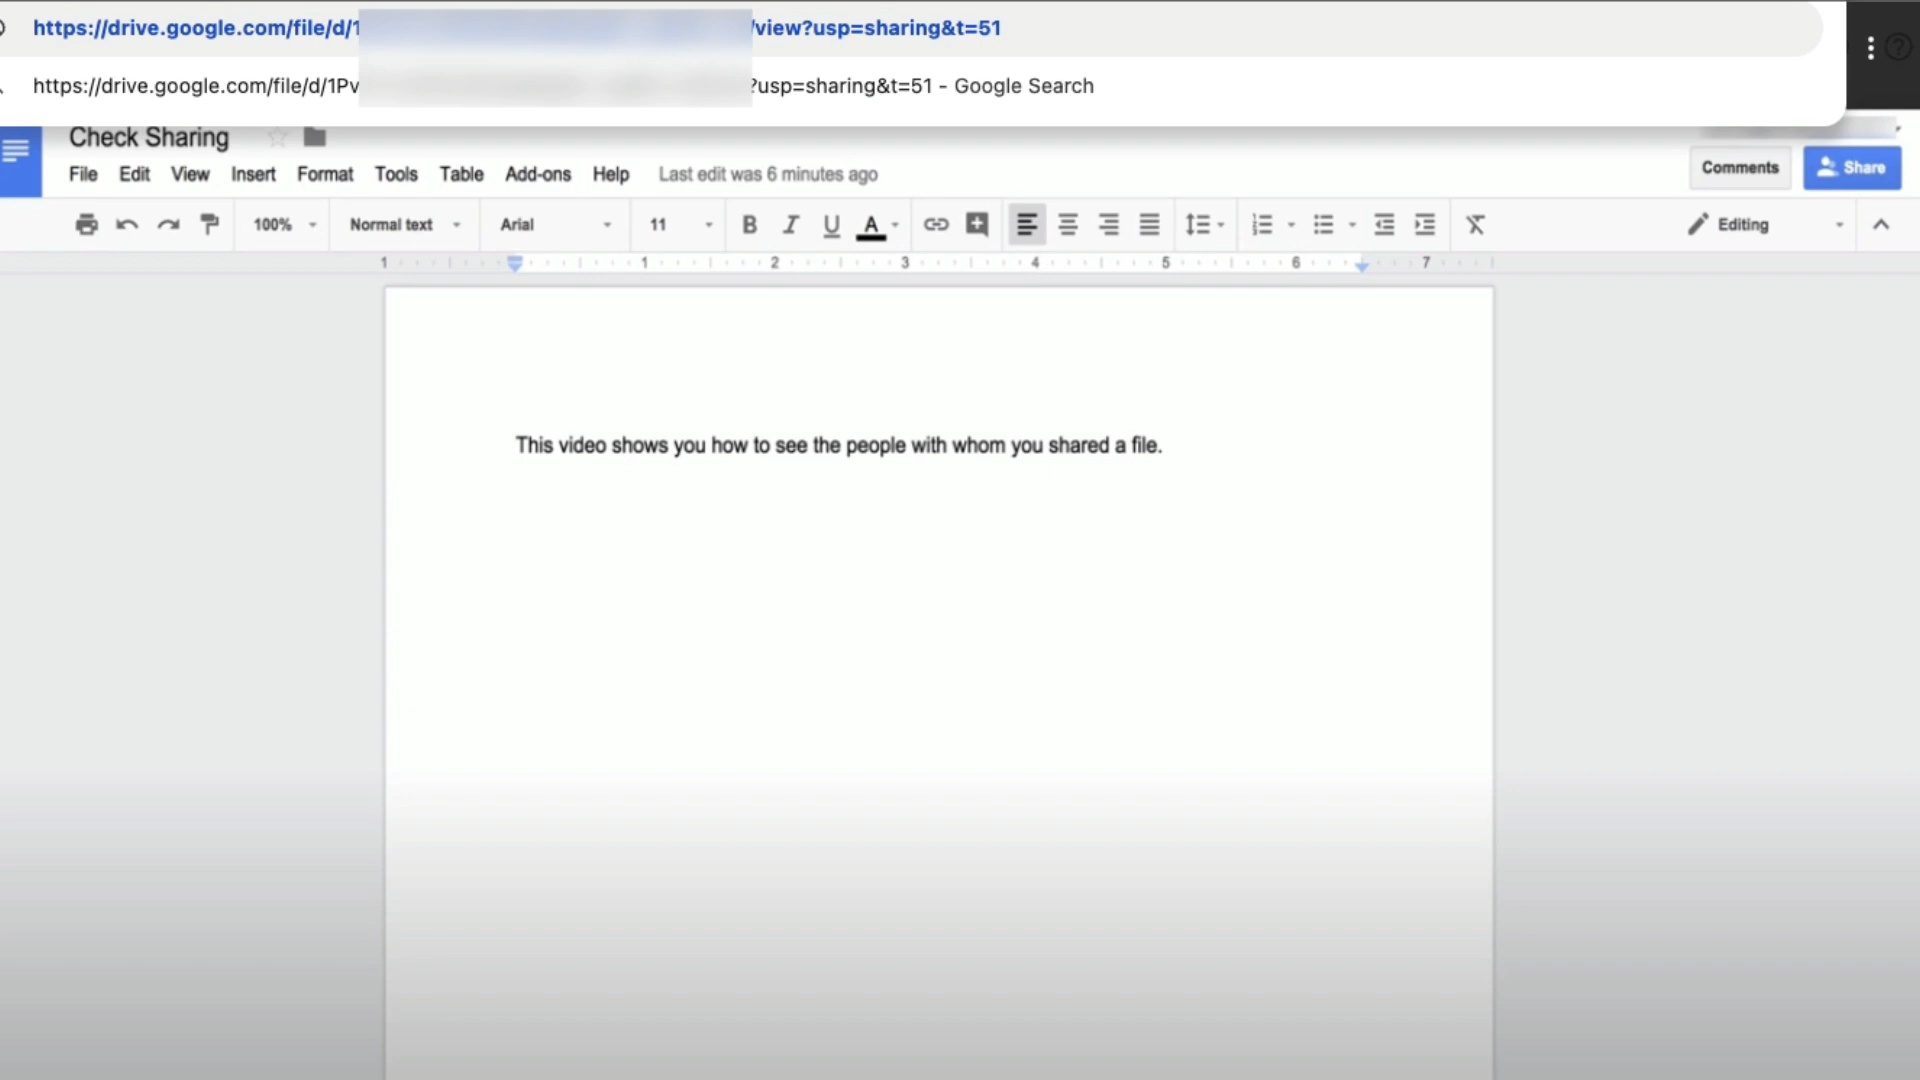 https://drive.google.com/file/d/1 /view?usp=sharing&t=51
https://drive.google.com/file/d/1Pv ?usp=sharing&t=51 - Google Search
Check Sharing
File Edit View Insert Format Tools Table Add-ons Help Last edit was 6 minutes ago
Comments Share
100% Normal text Arial 11 B I U A Editing
1 1 2 3 4 5 6 7
This video shows you how to see the people with whom you shared a file.